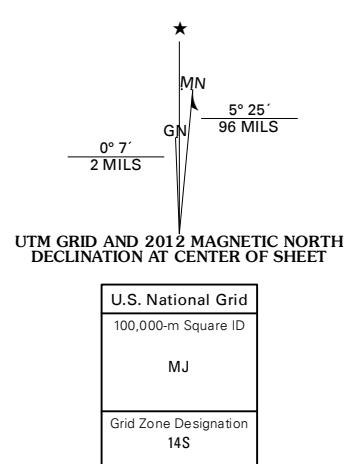 ★
MN
5° 25´
96 MILS
GN
0° 7´
2 MILS
UTM GRID AND 2012 MAGNETIC NORTH
DECLINATION AT CENTER OF SHEET
U.S. National Grid
100,000-m Square ID
MJ
Grid Zone Designation
14S